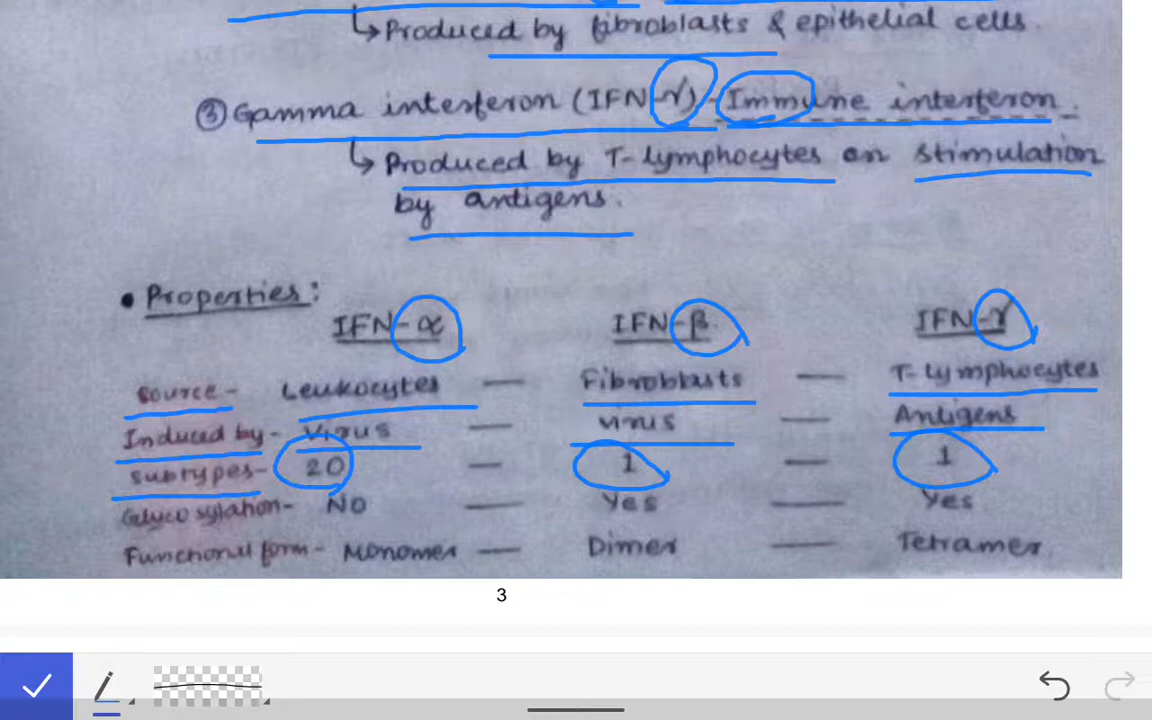 ↳ Produced by fibroblasts & epithelial cells.
③ Gamma interferon (IFN-γ) - Immune interferon.
↳ Produced by T-lymphocytes on stimulation
by antigens.
• Properties:
IFN-α IFN-β IFN-γ
Source- Leukocytes — Fibroblasts — T-Lymphocytes
Induced by- Virus — virus — Antigens
Subtypes- 20 — 1 — 1
Glycosylation- No — Yes — Yes
Functional form- Monomer — Dimer — Tetramer
3